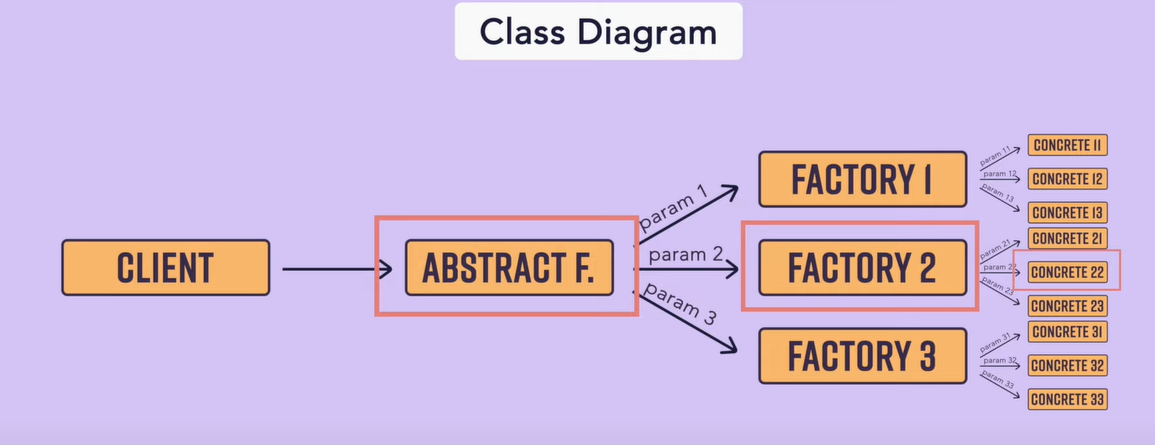 Class Diagram
CLIENT
ABSTRACT F.
param 1
param 2
param 3
FACTORY 1
param 11
param 12
param 13
CONCRETE 11
CONCRETE 12
CONCRETE 13
FACTORY 2
param 21
param 22
param 23
CONCRETE 21
CONCRETE 22
CONCRETE 23
FACTORY 3
param 31
param 32
param 33
CONCRETE 31
CONCRETE 32
CONCRETE 33